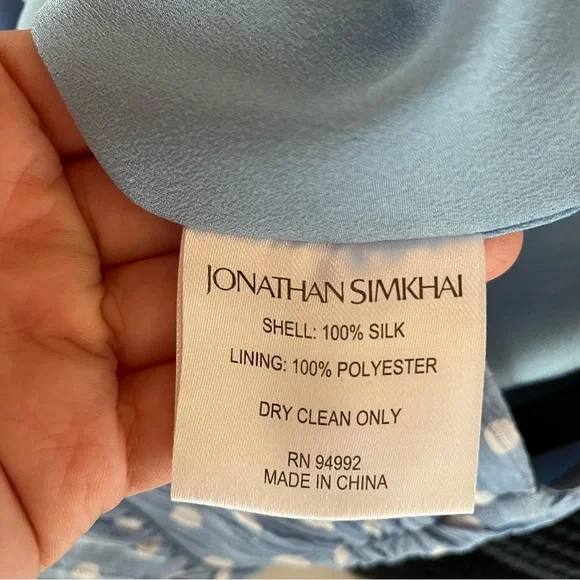 JONATHAN SIMKHAI
SHELL: 100% SILK
LINING: 100% POLYESTER
DRY CLEAN ONLY
RN 94992
MADE IN CHINA